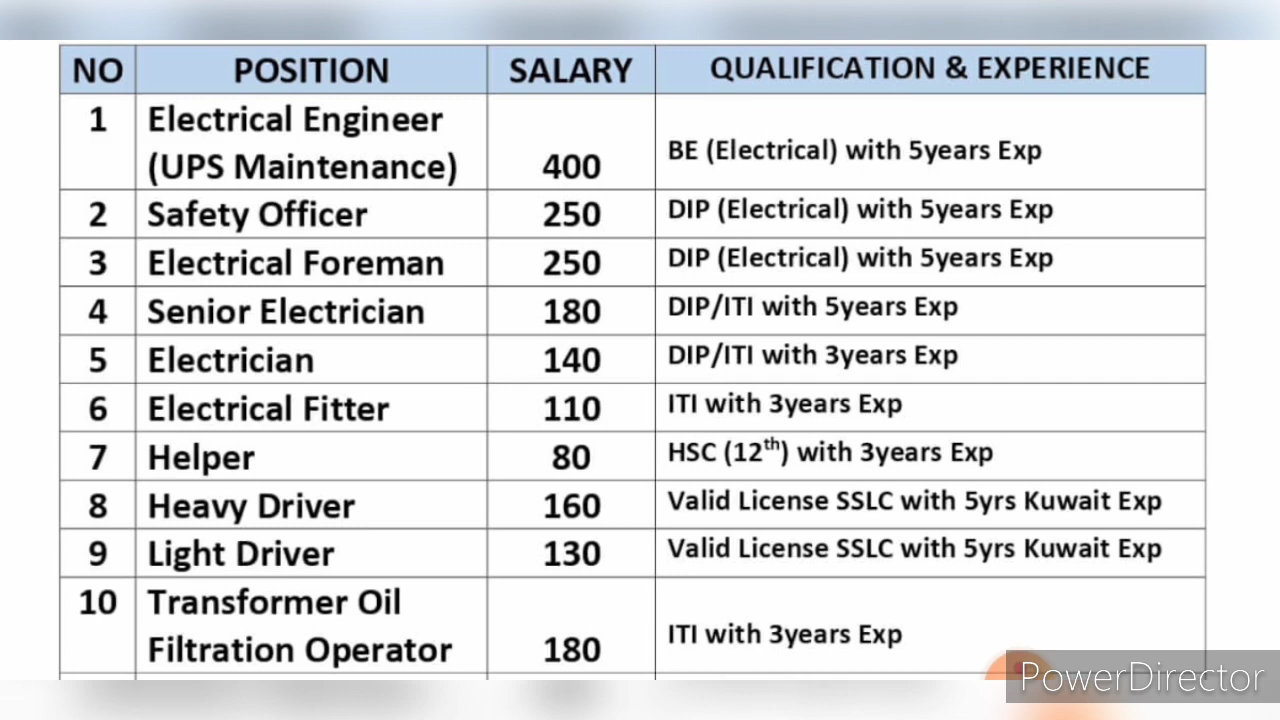 NO POSITION SALARY QUALIFICATION & EXPERIENCE
1 Electrical Engineer
(UPS Maintenance) 400 BE (Electrical) with 5years Exp
2 Safety Officer 250 DIP (Electrical) with 5years Exp
3 Electrical Foreman 250 DIP (Electrical) with 5years Exp
4 Senior Electrician 180 DIP/ITI with 5years Exp
5 Electrician 140 DIP/ITI with 3years Exp
6 Electrical Fitter 110 ITI with 3years Exp
7 Helper 80 HSC (12th) with 3years Exp
8 Heavy Driver 160 Valid License SSLC with 5yrs Kuwait Exp
9 Light Driver 130 Valid License SSLC with 5yrs Kuwait Exp
10 Transformer Oil
Filtration Operator 180 ITI with 3years Exp
PowerDirector